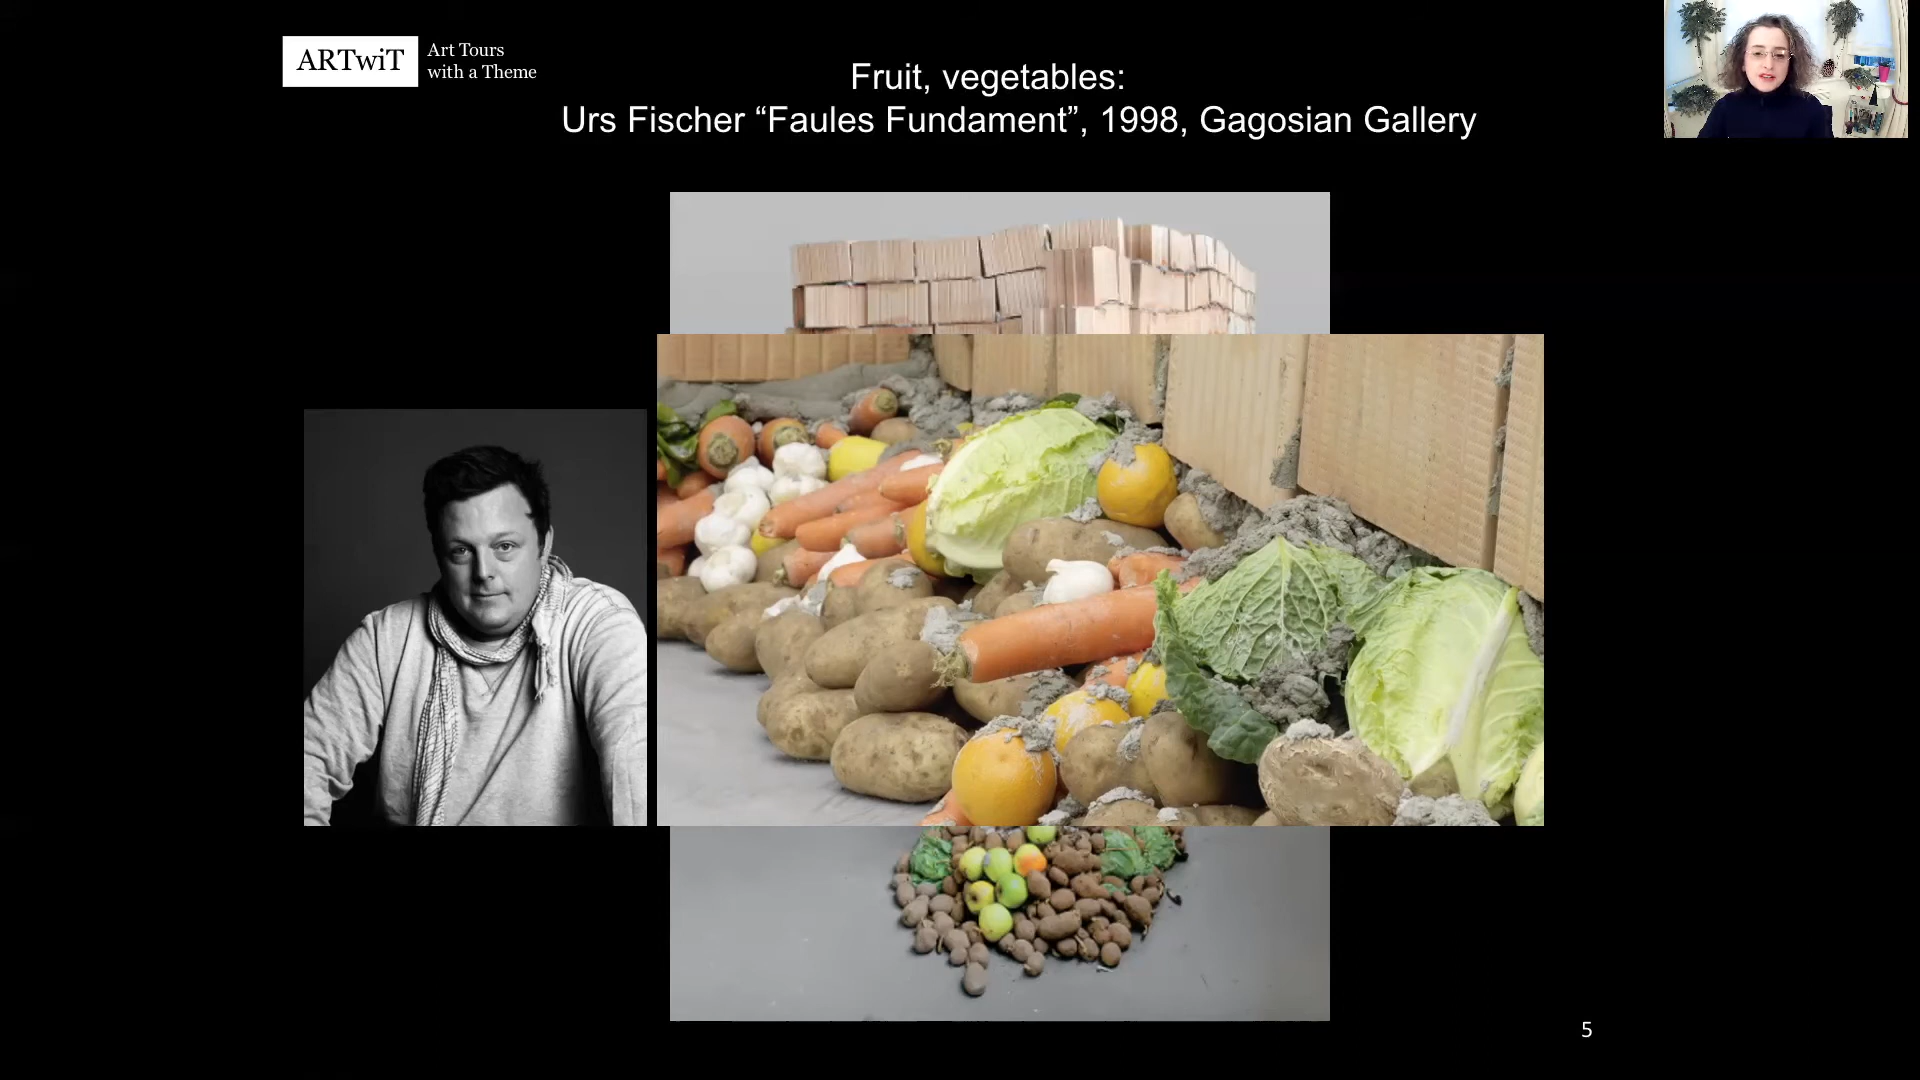 ARTwiT
Art Tours
with a Theme
Fruit, vegetables:
Urs Fischer “Faules Fundament”, 1998, Gagosian Gallery
5